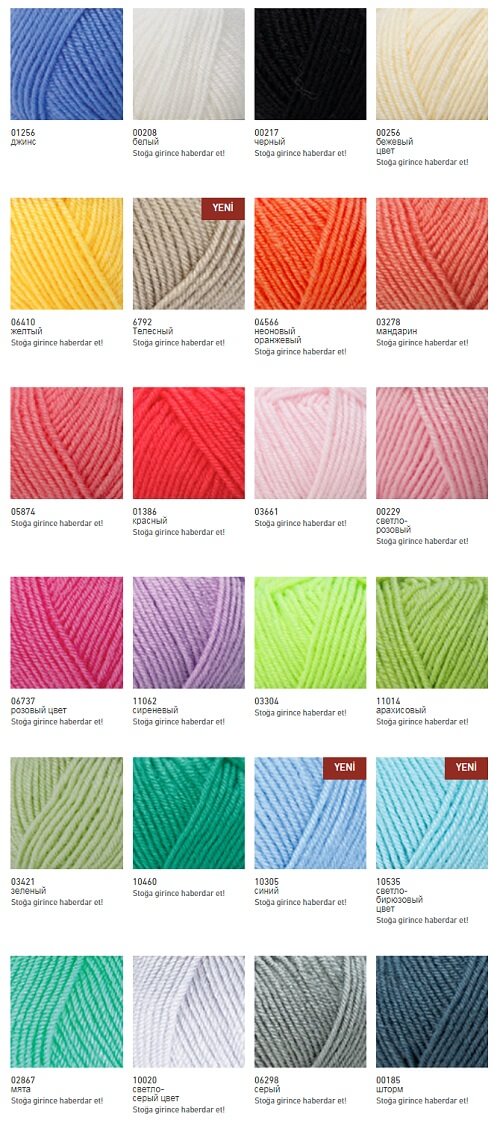 01256
джинс
00208
белый
Stoğa girince haberdar et!
00217
черный
Stoğa girince haberdar et!
00256
бежевый
цвет
Stoğa girince haberdar et!
YENİ
06410
желтый
Stoğa girince haberdar et!
6792
Телесный
Stoğa girince haberdar et!
04566
неоновый
оранжевый
Stoğa girince haberdar et!
03278
мандарин
Stoğa girince haberdar et!
05874
Stoğa girince haberdar et!
01386
красный
Stoğa girince haberdar et!
03661
Stoğa girince haberdar et!
00229
светло-
розовый
Stoğa girince haberdar et!
06737
розовый цвет
Stoğa girince haberdar et!
11062
сиреневый
Stoğa girince haberdar et!
03304
Stoğa girince haberdar et!
11014
арахисовый
Stoğa girince haberdar et!
YENİ
YENİ
03421
зеленый
Stoğa girince haberdar et!
10460
Stoğa girince haberdar et!
10305
синий
Stoğa girince haberdar et!
10535
светло-
бирюзовый
цвет
Stoğa girince haberdar et!
02867
мята
Stoğa girince haberdar et!
10020
светло-
серый цвет
Stoğa girince haberdar et!
06298
серый
Stoğa girince haberdar et!
00185
шторм
Stoğa girince haberdar et!